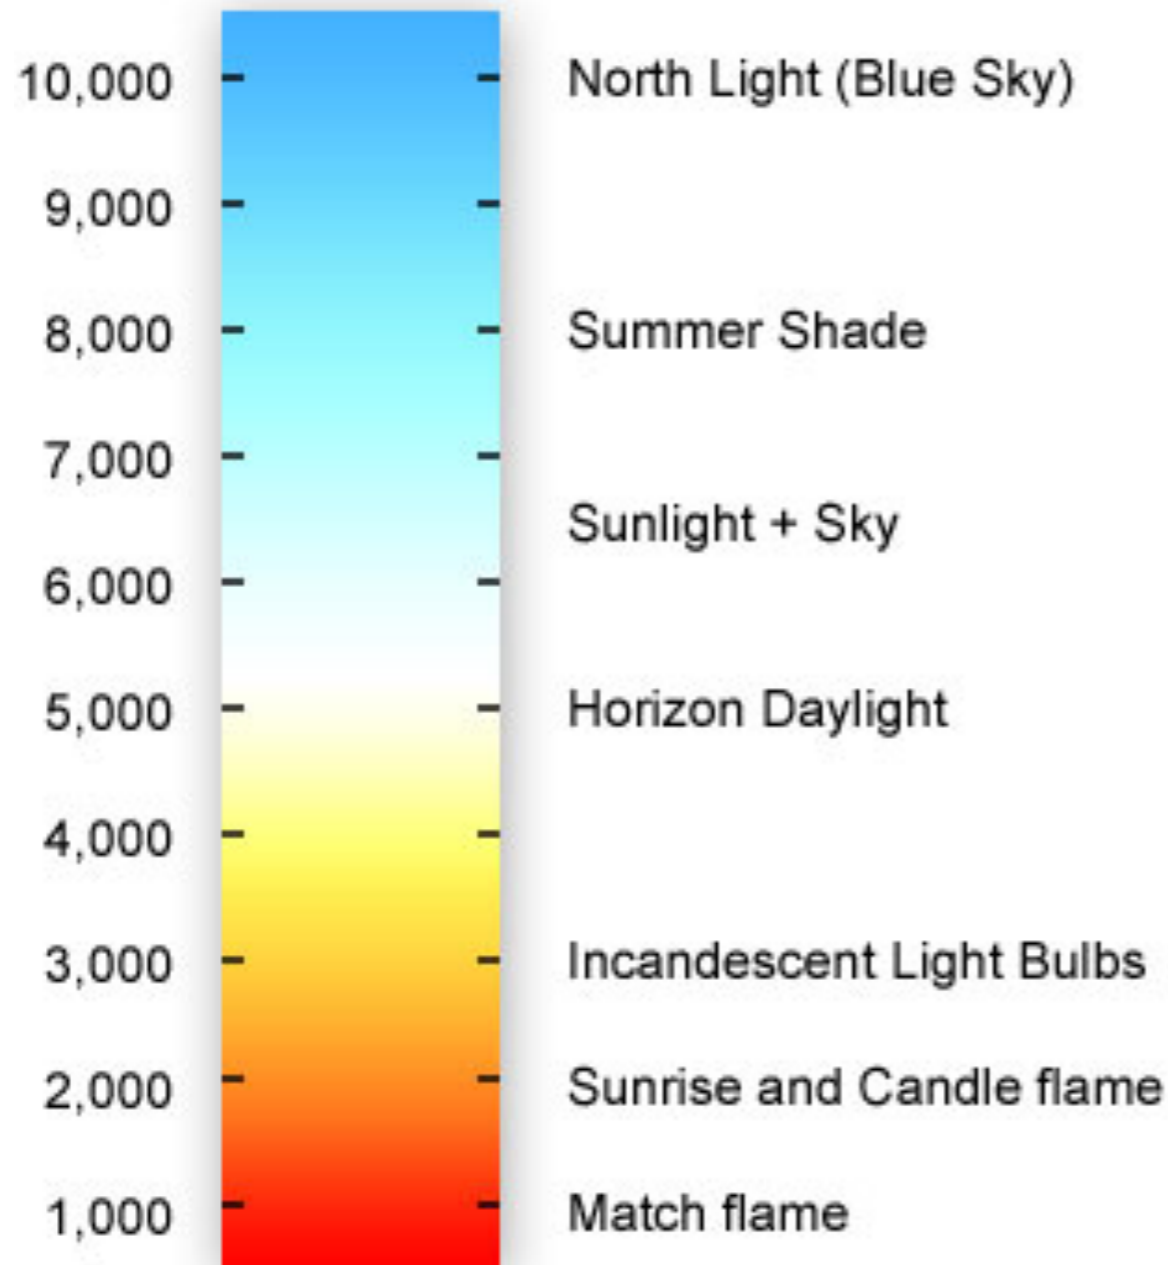 10,000 North Light (Blue Sky)
9,000
8,000 Summer Shade
7,000
Sunlight + Sky
6,000
5,000 Horizon Daylight
4,000
3,000 Incandescent Light Bulbs
2,000 Sunrise and Candle flame
1,000 Match flame